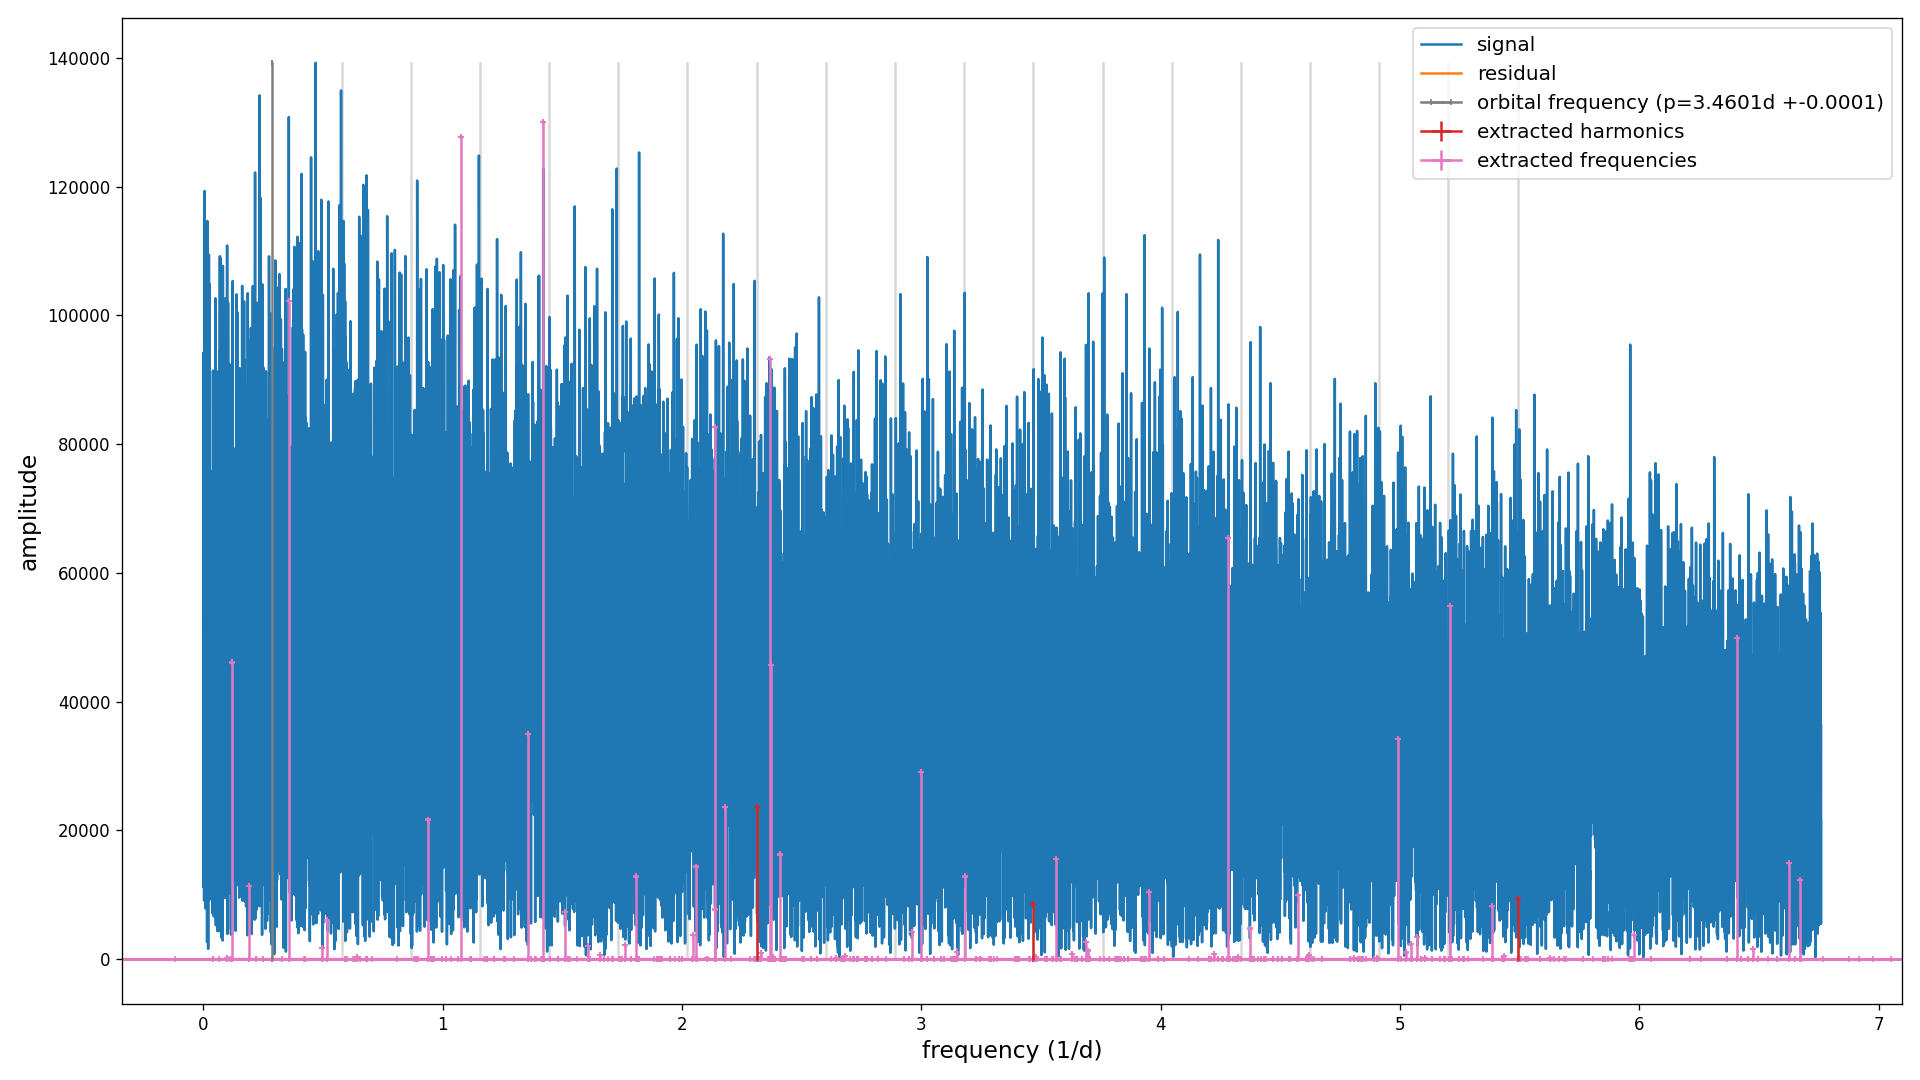 140000
120000
100000
80000
60000
40000
20000
0
amplitude
signal
residual
orbital frequency (p=3.4601d +-0.0001)
extracted harmonics
extracted frequencies
0 1 2 3 4 5 6 7
frequency (1/d)